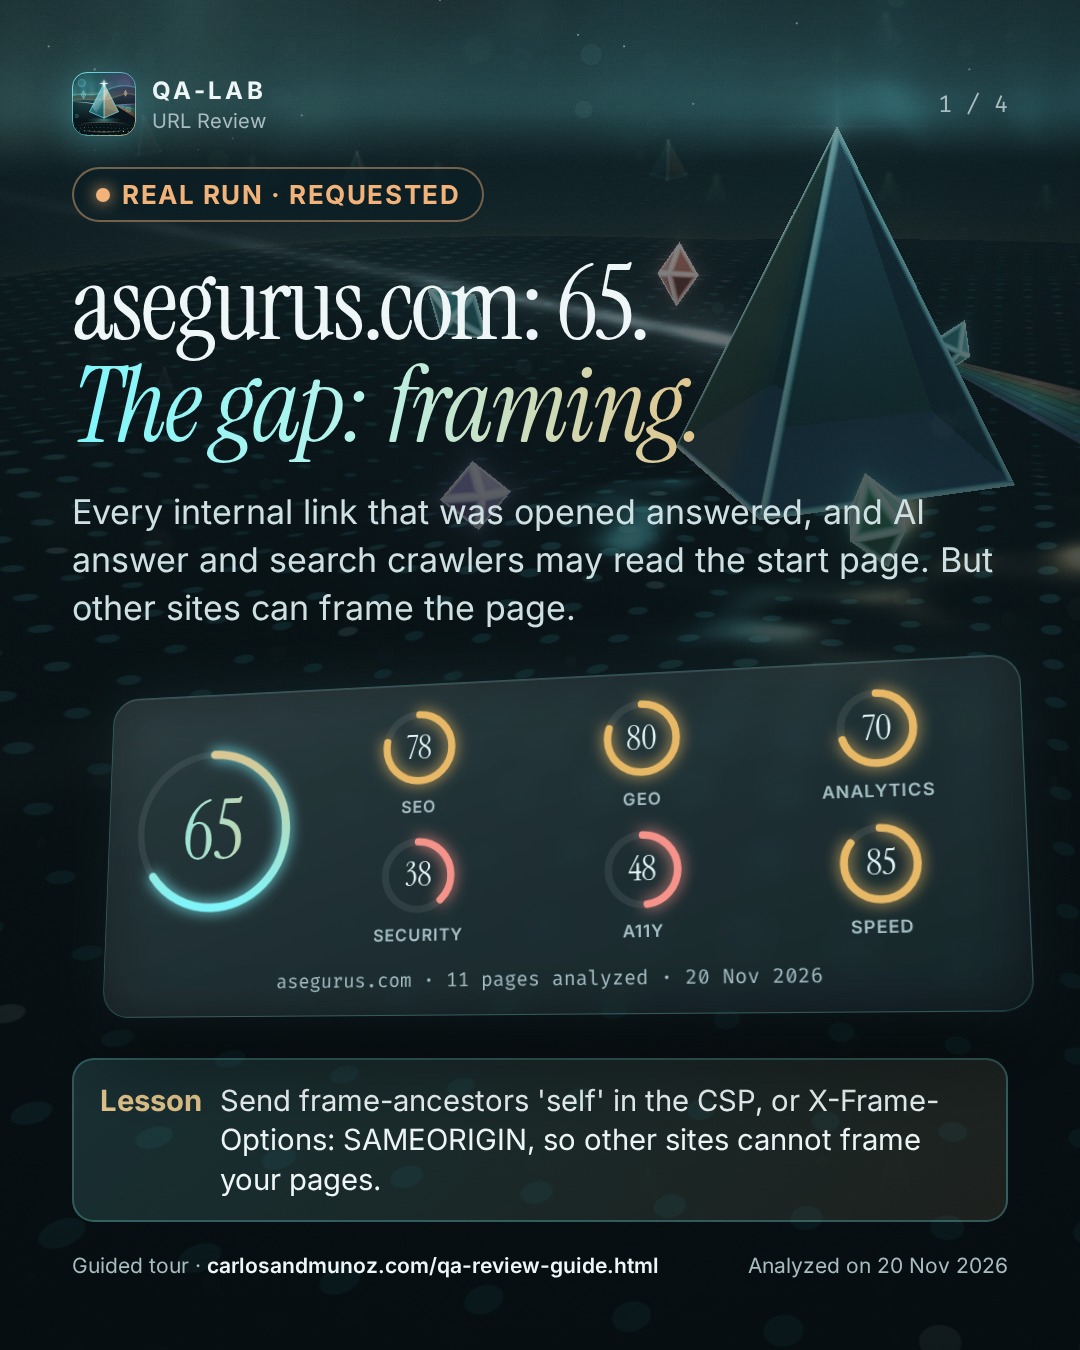 QA-LAB
URL Review
1 / 4
REAL RUN · REQUESTED
asegurus.com: 65.
The gap: framing.
Every internal link that was opened answered, and AI
answer and search crawlers may read the start page. But
other sites can frame the page.
65
78
SEO
80
GEO
70
ANALYTICS
38
SECURITY
48
A11Y
85
SPEED
asegurus.com · 11 pages analyzed · 20 Nov 2026
Lesson Send frame-ancestors 'self' in the CSP, or X-Frame-
Options: SAMEORIGIN, so other sites cannot frame
your pages.
Guided tour · carlosandmunoz.com/qa-review-guide.html
Analyzed on 20 Nov 2026